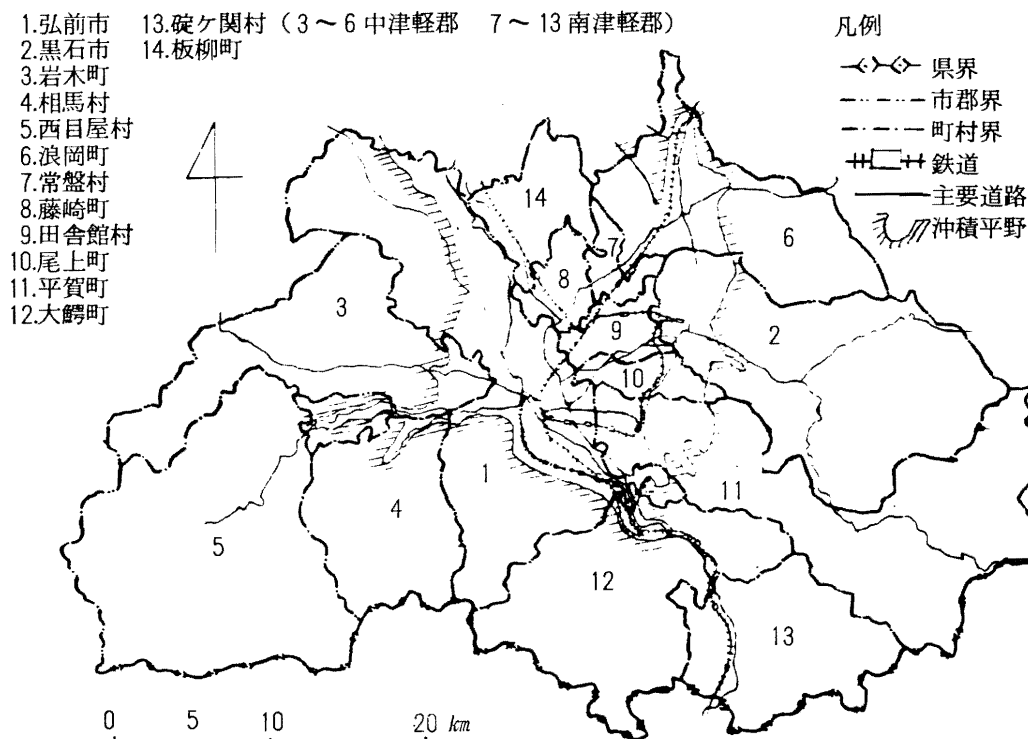 1.弘前市 13.碇ケ関村(3～6中津軽郡 7～13南津軽郡)
2.黒石市 14.板柳町
3.岩木町
4.相馬村
5.西目屋村
6.浪岡町
7.常盤村
8.藤崎町
9.田舎館村
10.尾上町
11.平賀町
12.大鰐町
凡例
県界
市郡界
町村界
鉄道
主要道路
沖積平野
14
6
7
8
3
9
2
10
1
11
4
5
12
13
0 5 10 20 km